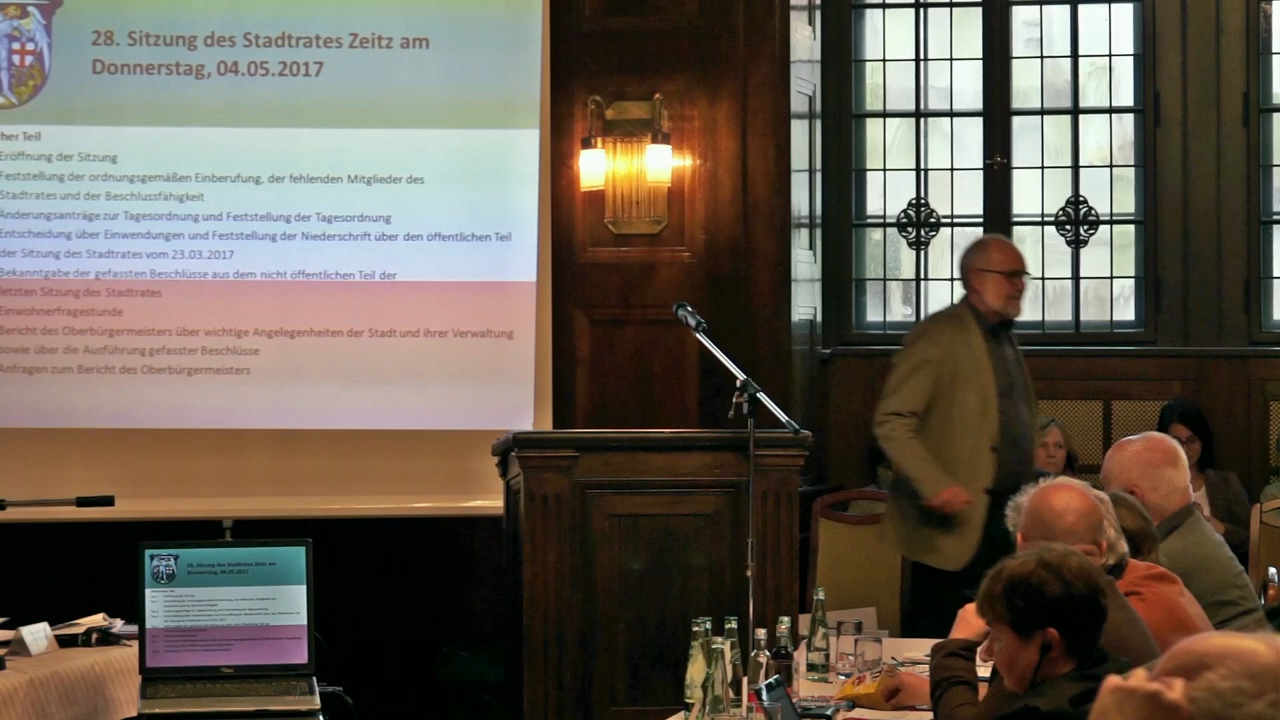 28. Sitzung des Stadtrates Zeitz am
Donnerstag, 04.05.2017
her Teil
Eröffnung der Sitzung
Feststellung der ordnungsgemäßen Einberufung, der fehlenden Mitglieder des
Stadtrates und der Beschlussfähigkeit
Änderungsanträge zur Tagesordnung und Feststellung der Tagesordnung
Entscheidung über Einwendungen und Feststellung der Niederschrift über den öffentlichen Teil
der Sitzung des Stadtrates vom 23.03.2017
Bekanntgabe der gefassten Beschlüsse aus dem nicht öffentlichen Teil der
letzten Sitzung des Stadtrates
Einwohnerfragestunde
Bericht des Oberbürgermeisters über wichtige Angelegenheiten der Stadt und ihrer Verwaltung
sowie über die Ausführung gefasster Beschlüsse
Anfragen zum Bericht des Oberbürgermeisters
28. Sitzung des Stadtrates Zeitz am
Donnerstag, 04.05.2017